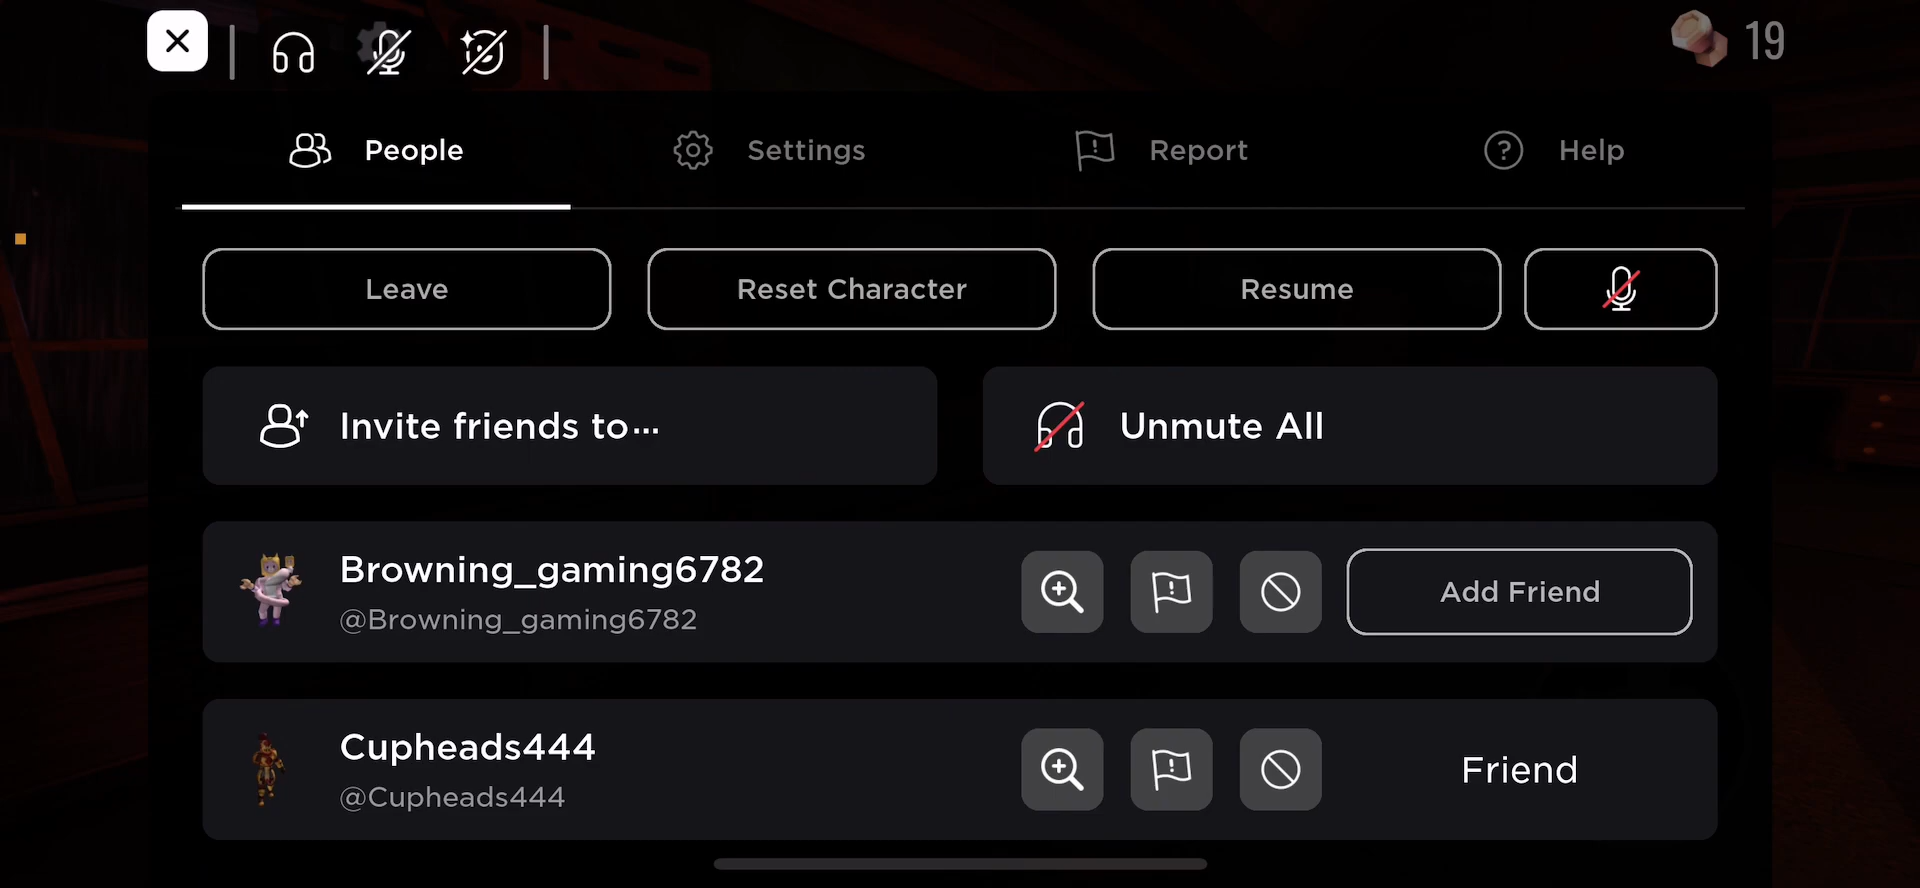 19
People
Settings
Report
Help
Leave
Reset Character
Resume
Invite friends to...
Unmute All
Browning_gaming6782
@Browning_gaming6782
Add Friend
Cupheads444
@Cupheads444
Friend